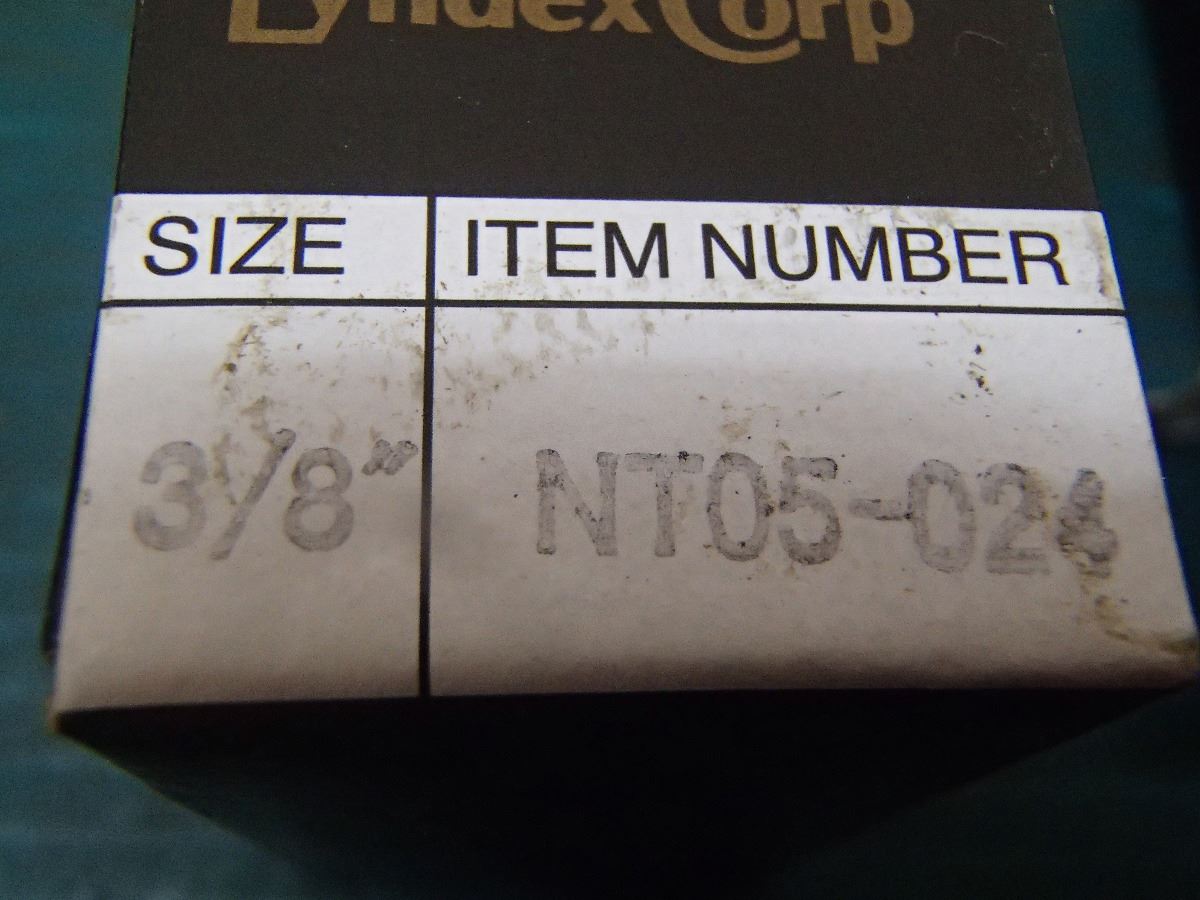 LyndexCorp
SIZE ITEM NUMBER
3/8" NT05-024